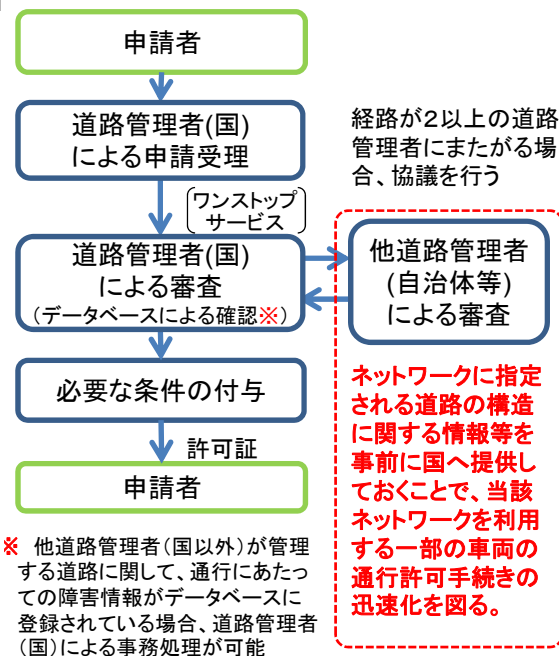 申請者
道路管理者(国)
による申請受理
経路が２以上の道路
管理者にまたがる場
合、協議を行う
ワンストップ
サービス
道路管理者(国)
による審査
(データベースによる確認※)
他道路管理者
(自治体等)
による審査
必要な条件の付与
許可証
申請者
ネットワークに指定
される道路の構造
に関する情報等を
事前に国へ提供し
ておくことで、当該
ネットワークを利用
する一部の車両の
通行許可手続きの
迅速化を図る。
※ 他道路管理者(国以外)が管理
する道路に関して、通行にあたっ
ての障害情報がデータベースに
登録されている場合、道路管理者
(国)による事務処理が可能